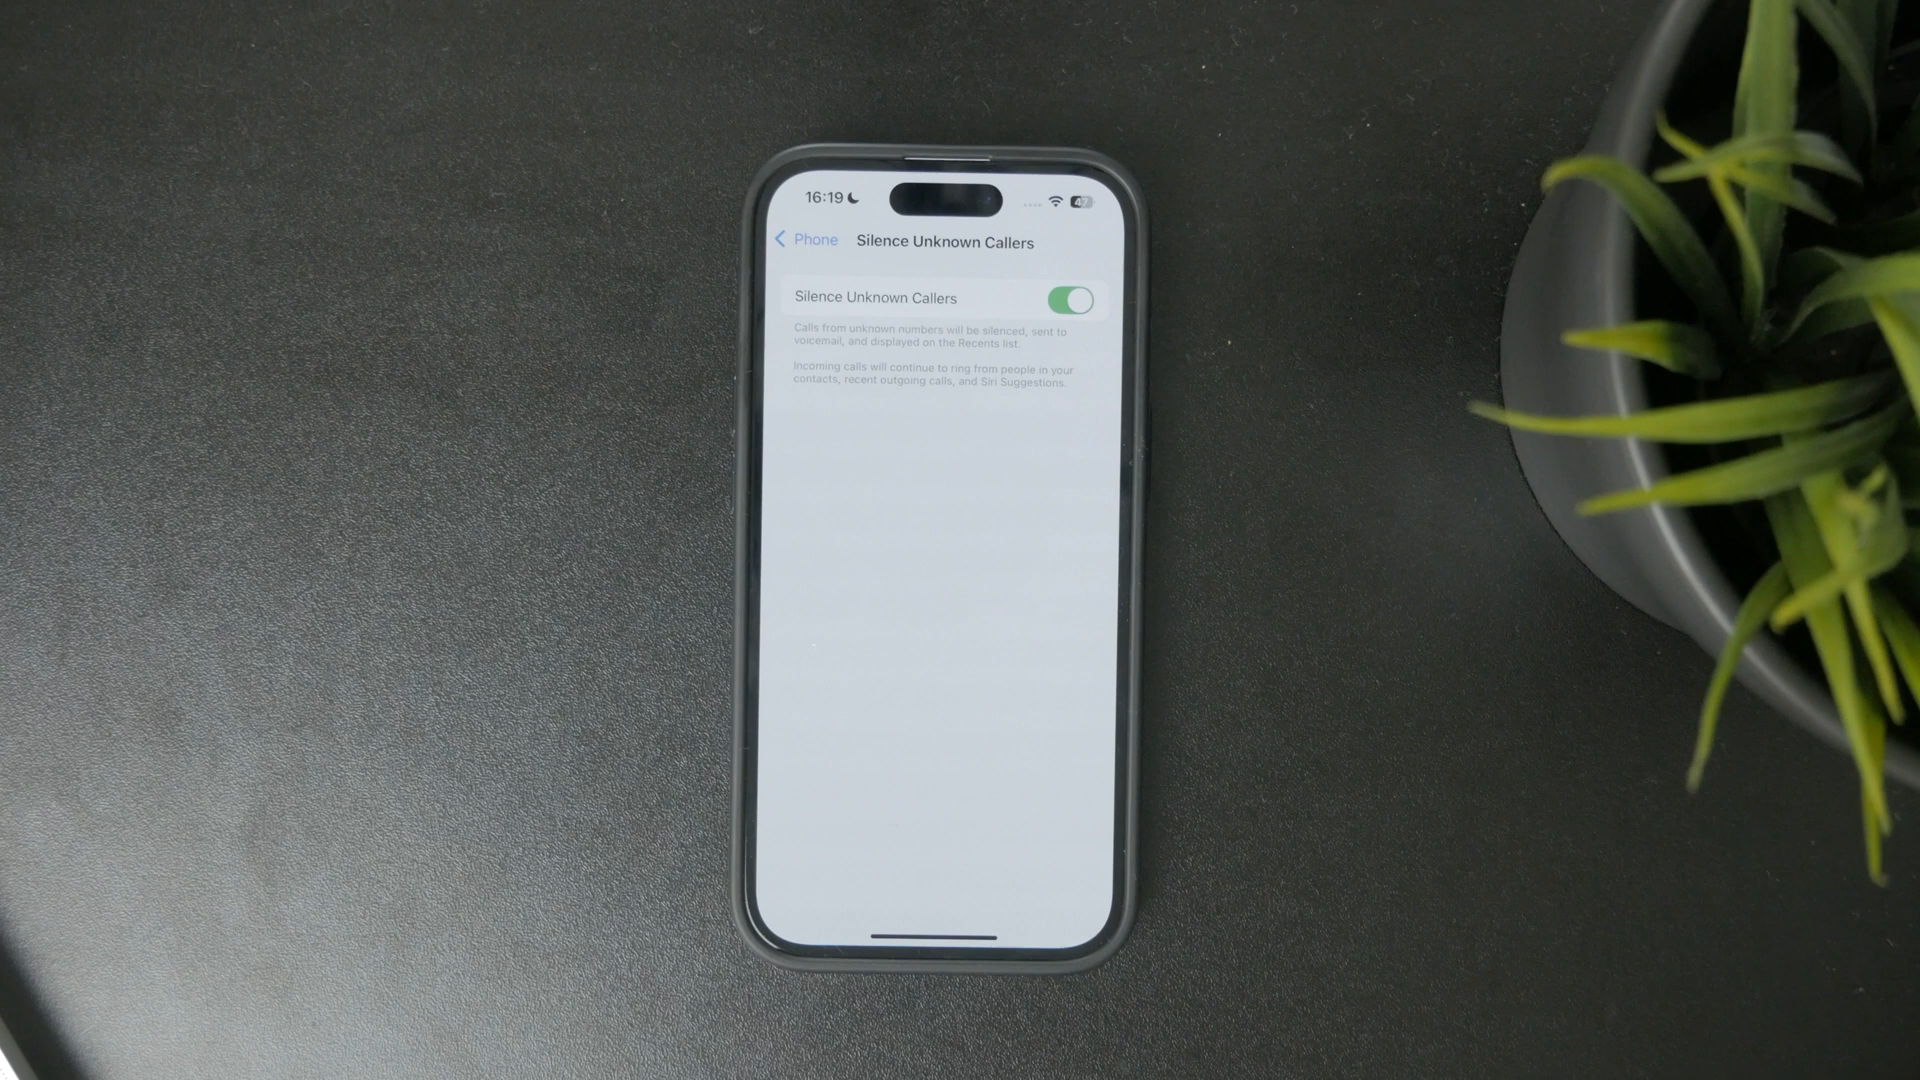 16:19
47
Phone
Silence Unknown Callers
Silence Unknown Callers
Calls from unknown numbers will be silenced, sent to
voicemail, and displayed on the Recents list.
Incoming calls will continue to ring from people in your
contacts, recent outgoing calls, and Siri Suggestions.